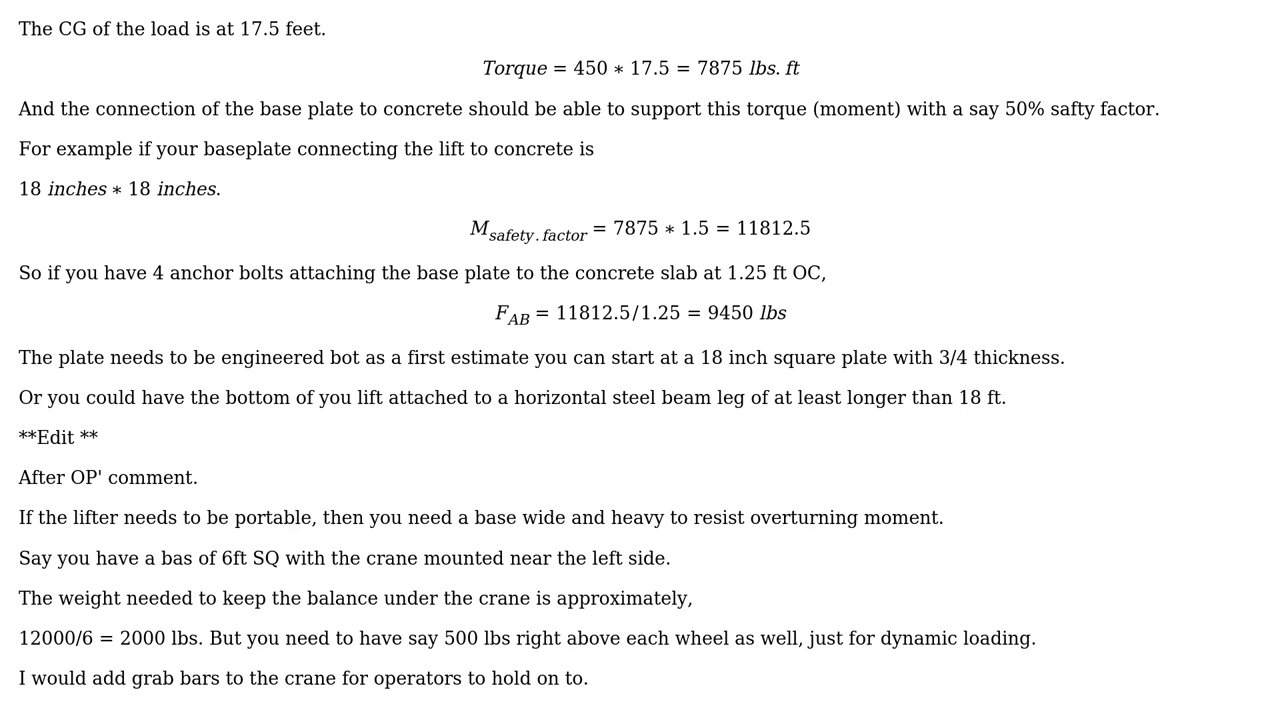 The CG of the load is at 17.5 feet.
Torque = 450 ∗ 17.5 = 7875 lbs. ft
And the connection of the base plate to concrete should be able to support this torque (moment) with a say 50% safty factor.
For example if your baseplate connecting the lift to concrete is
18 inches ∗ 18 inches.
M_safety.factor = 7875 ∗ 1.5 = 11812.5
So if you have 4 anchor bolts attaching the base plate to the concrete slab at 1.25 ft OC,
F_AB = 11812.5/1.25 = 9450 lbs
The plate needs to be engineered bot as a first estimate you can start at a 18 inch square plate with 3/4 thickness.
Or you could have the bottom of you lift attached to a horizontal steel beam leg of at least longer than 18 ft.
**Edit **
After OP' comment.
If the lifter needs to be portable, then you need a base wide and heavy to resist overturning moment.
Say you have a bas of 6ft SQ with the crane mounted near the left side.
The weight needed to keep the balance under the crane is approximately,
12000/6 = 2000 lbs. But you need to have say 500 lbs right above each wheel as well, just for dynamic loading.
I would add grab bars to the crane for operators to hold on to.